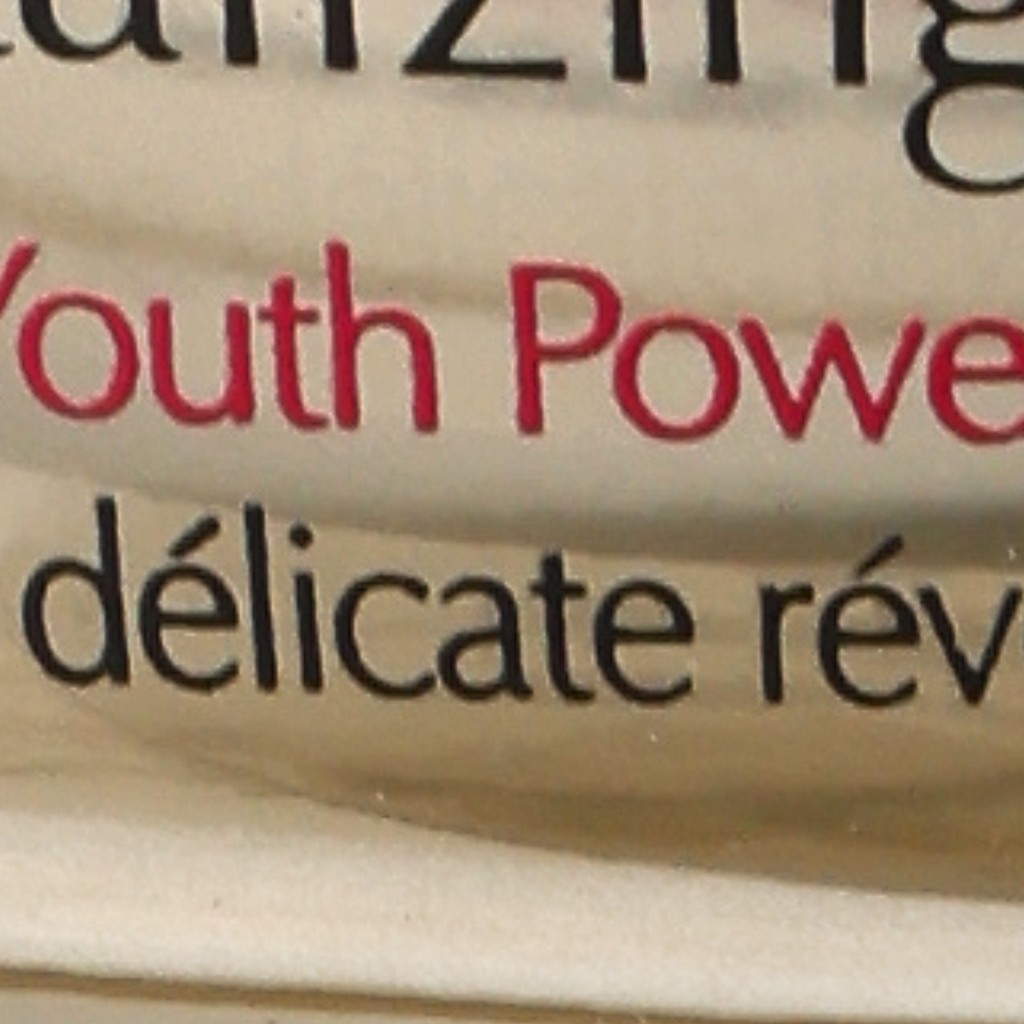 Youth Powe
délicate rév